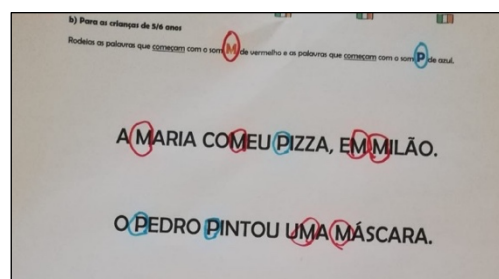 b) Para as crianças de 5/6 anos
Rodeias as palavras que começam com o som M de vermelho e as palavras que começam com o som P de azul.
A MARIA COMEU PIZZA, EM MILÃO.
O PEDRO PINTOU UMA MÁSCARA.